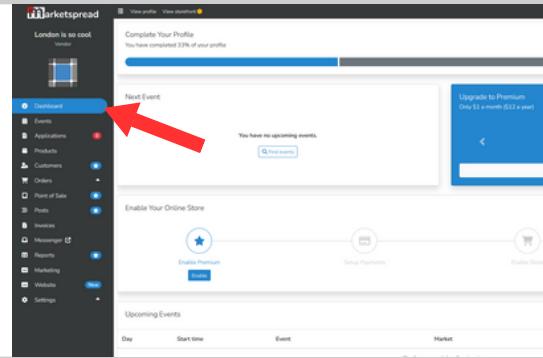 marketspread
View profile View storefront
London is so cool
Vendor
Dashboard
Events
Applications
Products
Customers
Orders
Point of Sale
Posts
Invoices
Messenger
Reports
Marketing
Website New
Settings
Complete Your Profile
You have completed 33% of your profile
Next Event
You have no upcoming events.
Find events
Upgrade to Premium
Only $1 a month ($12 a year)
Enable Your Online Store
Enable Premium
Enable
Setup Payments
Enable Store
Upcoming Events
Day Start time Event Market